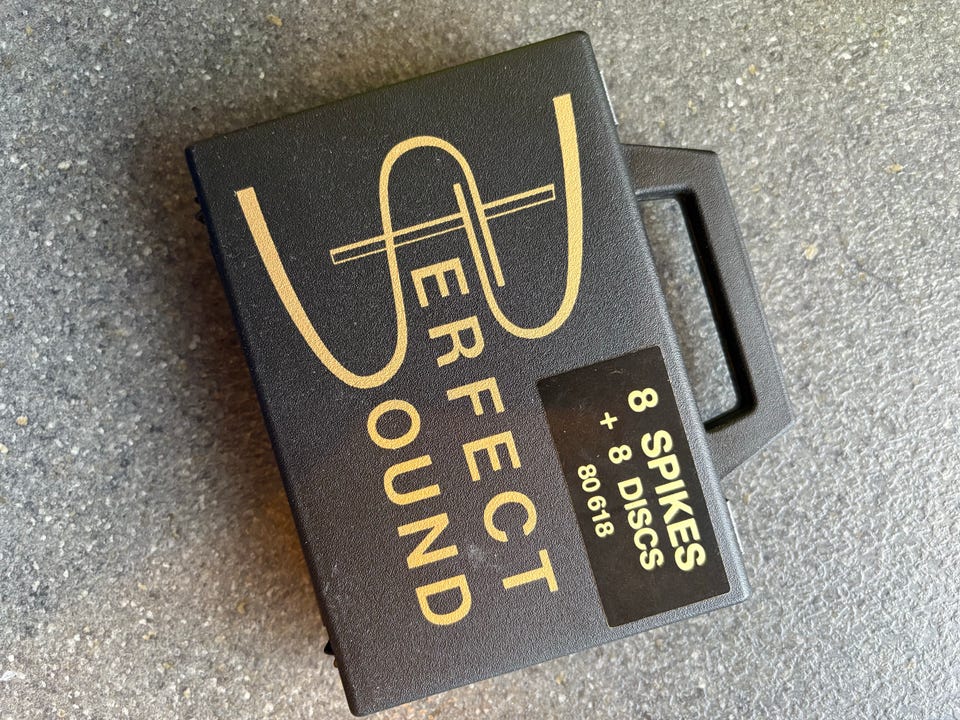 8 SPIKES
+ 8 DISCS
80 618
PERFECT
SOUND